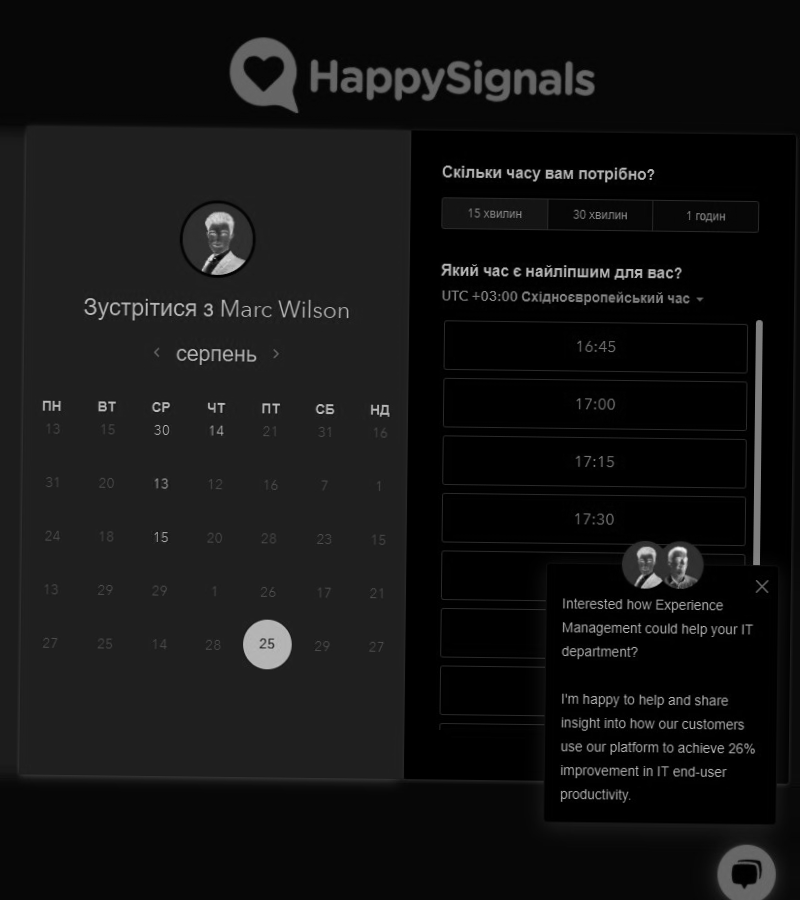 HappySignals
Зустрітися з Marc Wilson
серпень
ПН ВТ СР ЧТ ПТ СБ НД
13 15 30 14 21 31 16
31 20 13 12 16 7 1
24 18 15 20 28 23 15
13 29 29 1 26 17 21
27 25 14 28 25 29 27
Скільки часу вам потрібно?
15 хвилин 30 хвилин 1 годин
Який час є найліпшим для вас?
UTC +03:00 Східноєвропейський час
16:45
17:00
17:15
17:30
Interested how Experience
Management could help your IT
department?
I'm happy to help and share
insight into how our customers
use our platform to achieve 26%
improvement in IT end-user
productivity.